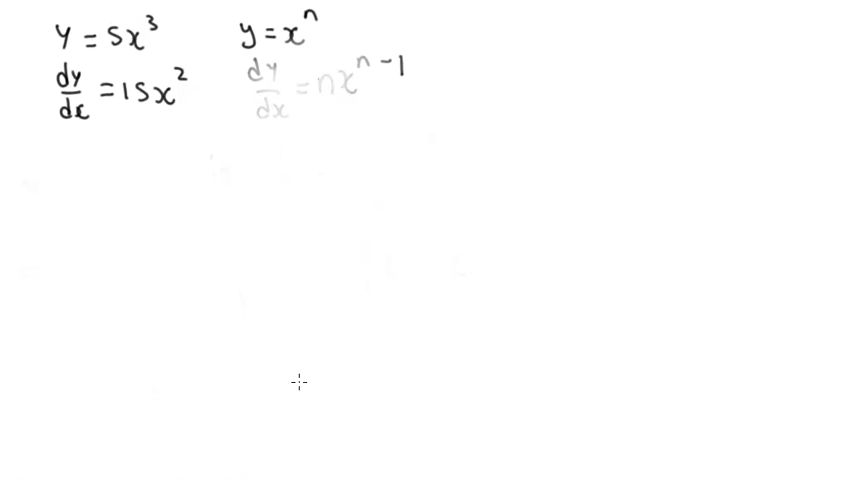 y = 5x³
dy/dx = 15x²
y = xⁿ
dy/dx = nxⁿ⁻¹